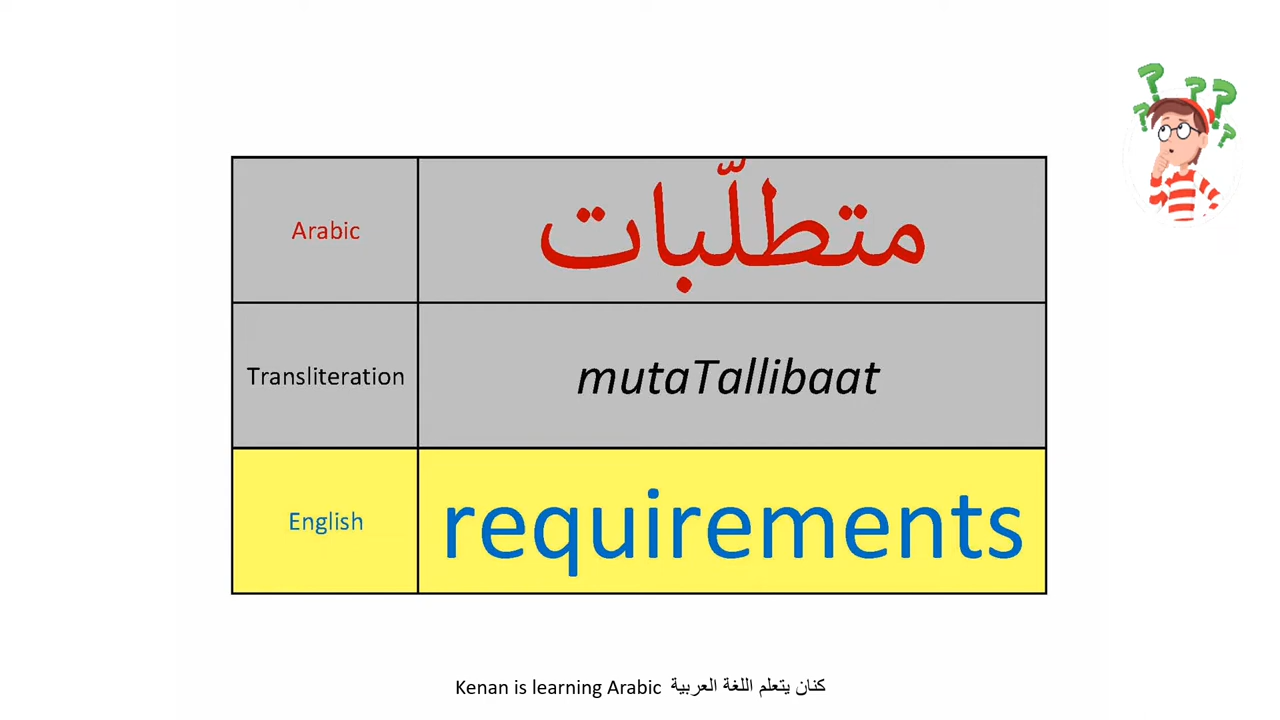 Arabic متطلّبات
Transliteration mutaTallibaat
English requirements
Kenan is learning Arabic كنان يتعلم اللغة العربية